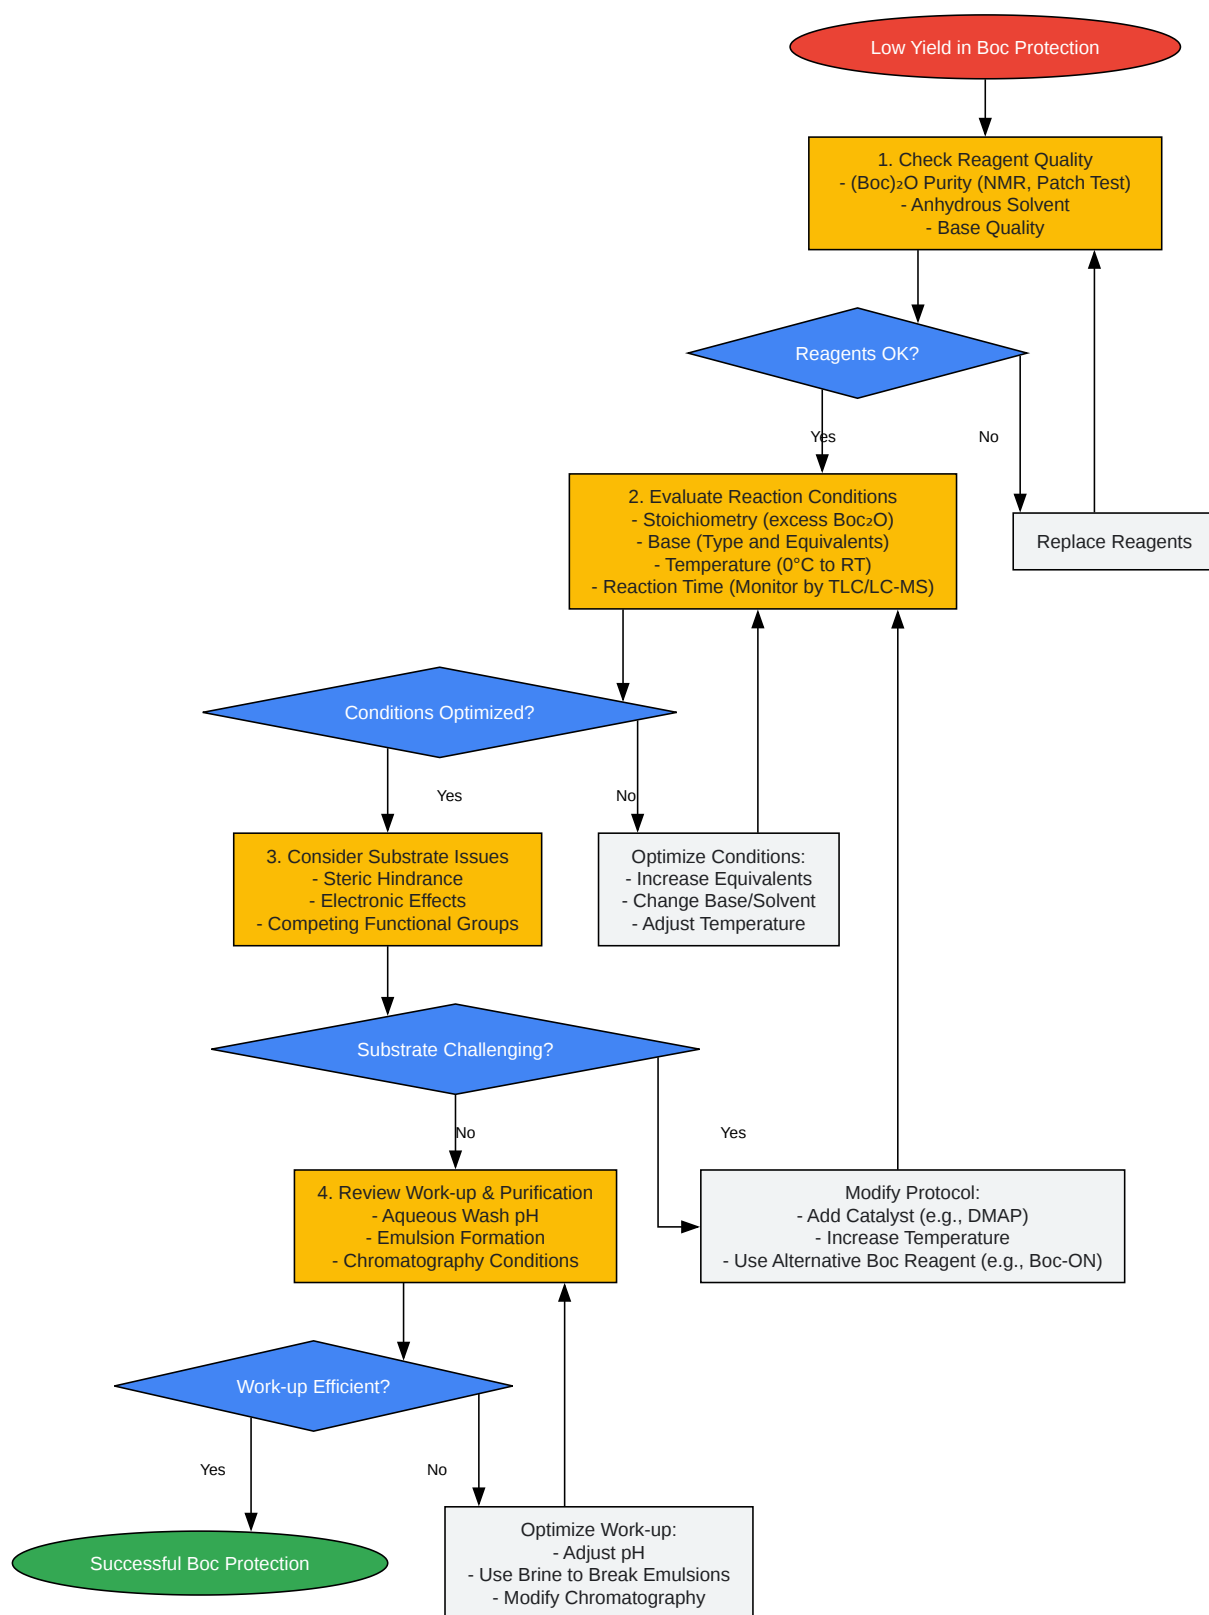 Low Yield in Boc Protection
1. Check Reagent Quality
- (Boc)₂O Purity (NMR, Patch Test)
- Anhydrous Solvent
- Base Quality
Reagents OK?
Yes
No
2. Evaluate Reaction Conditions
- Stoichiometry (excess Boc₂O)
- Base (Type and Equivalents)
- Temperature (0°C to RT)
- Reaction Time (Monitor by TLC/LC-MS)
Replace Reagents
Conditions Optimized?
Yes
No
3. Consider Substrate Issues
- Steric Hindrance
- Electronic Effects
- Competing Functional Groups
Optimize Conditions:
- Increase Equivalents
- Change Base/Solvent
- Adjust Temperature
Substrate Challenging?
No
Yes
4. Review Work-up & Purification
- Aqueous Wash pH
- Emulsion Formation
- Chromatography Conditions
Modify Protocol:
- Add Catalyst (e.g., DMAP)
- Increase Temperature
- Use Alternative Boc Reagent (e.g., Boc-ON)
Work-up Efficient?
Yes
No
Successful Boc Protection
Optimize Work-up:
- Adjust pH
- Use Brine to Break Emulsions
- Modify Chromatography